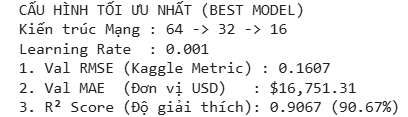 CẤU HÌNH TỐI ƯU NHẤT (BEST MODEL)
Kiến trúc Mạng : 64 -> 32 -> 16
Learning Rate  : 0.001
1. Val RMSE (Kaggle Metric) : 0.1607
2. Val MAE  (Đơn vị USD)   : $16,751.31
3. R² Score (Độ giải thích): 0.9067 (90.67%)